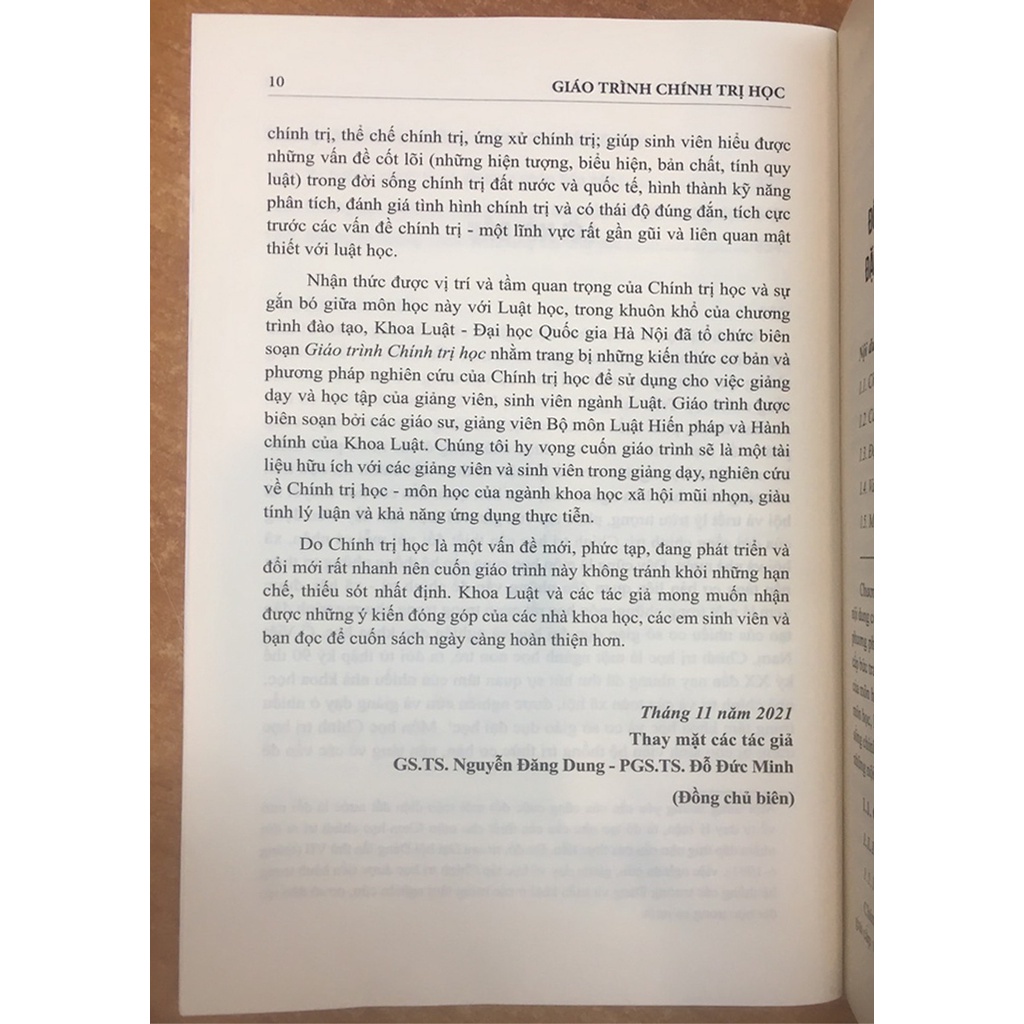 10
GIÁO TRÌNH CHÍNH TRỊ HỌC
chính trị, thể chế chính trị, ứng xử chính trị; giúp sinh viên hiểu được
những vấn đề cốt lõi (những hiện tượng, biểu hiện, bản chất, tính quy
luật) trong đời sống chính trị đất nước và quốc tế, hình thành kỹ năng
phân tích, đánh giá tình hình chính trị và có thái độ đúng đắn, tích cực
trước các vấn đề chính trị - một lĩnh vực rất gần gũi và liên quan mật
thiết với luật học.
Nhận thức được vị trí và tầm quan trọng của Chính trị học và sự
gắn bó giữa môn học này với Luật học, trong khuôn khổ của chương
trình đào tạo, Khoa Luật - Đại học Quốc gia Hà Nội đã tổ chức biên
soạn Giáo trình Chính trị học nhằm trang bị những kiến thức cơ bản và
phương pháp nghiên cứu của Chính trị học để sử dụng cho việc giảng
dạy và học tập của giảng viên, sinh viên ngành Luật. Giáo trình được
biên soạn bởi các giáo sư, giảng viên Bộ môn Luật Hiến pháp và Hành
chính của Khoa Luật. Chúng tôi hy vọng cuốn giáo trình sẽ là một tài
liệu hữu ích với các giảng viên và sinh viên trong giảng dạy, nghiên cứu
về Chính trị học - môn học của ngành khoa học xã hội mũi nhọn, giàu
tính lý luận và khả năng ứng dụng thực tiễn.
Do Chính trị học là một vấn đề mới, phức tạp, đang phát triển và
đổi mới rất nhanh nên cuốn giáo trình này không tránh khỏi những hạn
chế, thiếu sót nhất định. Khoa Luật và các tác giả mong muốn nhận
được những ý kiến đóng góp của các nhà khoa học, các em sinh viên và
bạn đọc để cuốn sách ngày càng hoàn thiện hơn.
Tháng 11 năm 2021
Thay mặt các tác giả
GS.TS. Nguyễn Đăng Dung - PGS.TS. Đỗ Đức Minh
(Đồng chủ biên)